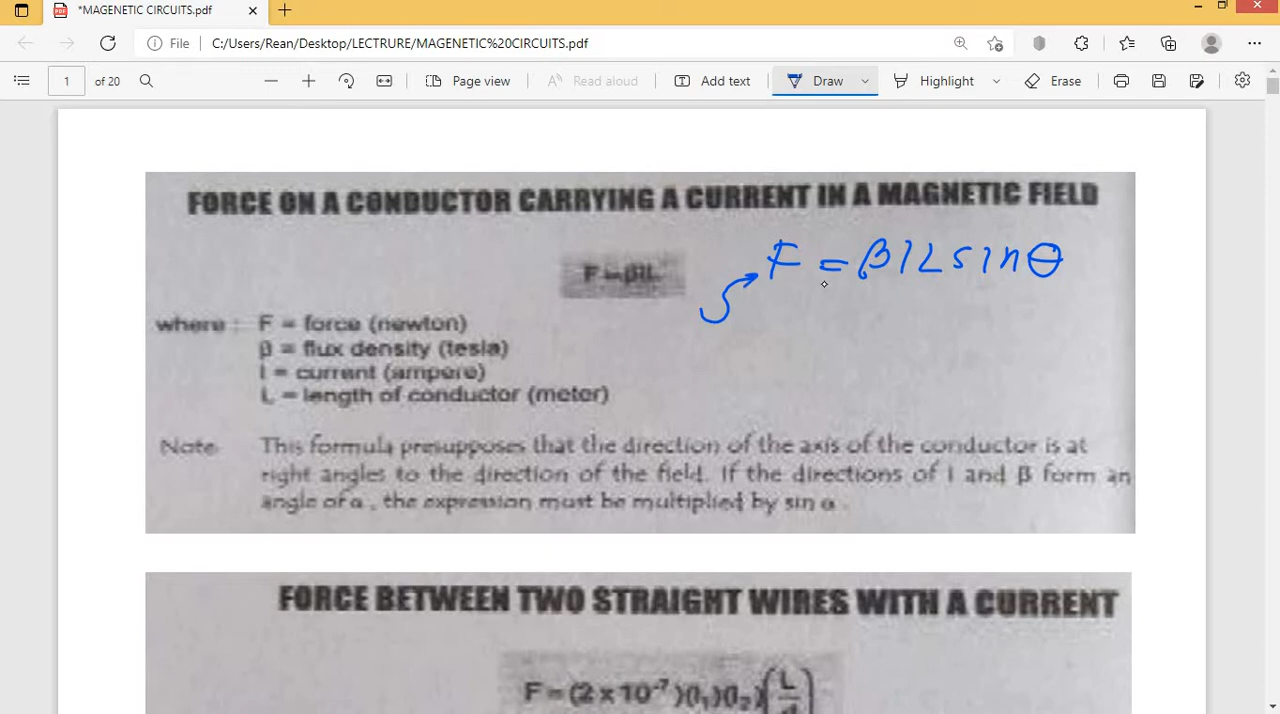 *MAGENETIC CIRCUITS.pdf
File C:/Users/Rean/Desktop/LECTRURE/MAGENETIC%20CIRCUITS.pdf
1 of 20 Page view Read aloud Add text Draw Highlight Erase
FORCE ON A CONDUCTOR CARRYING A CURRENT IN A MAGNETIC FIELD
F = βIL
F = βILsinθ
where : F = force (newton)
β = flux density (tesla)
I = current (ampere)
L = length of conductor (meter)
Note This formula presupposes that the direction of the axis of the conductor is at
right angles to the direction of the field. If the directions of I and β form an
angle of α , the expression must be multiplied by sin α .
FORCE BETWEEN TWO STRAIGHT WIRES WITH A CURRENT
F = (2 x 10⁻⁷)(I₁)(I₂)(L/d)